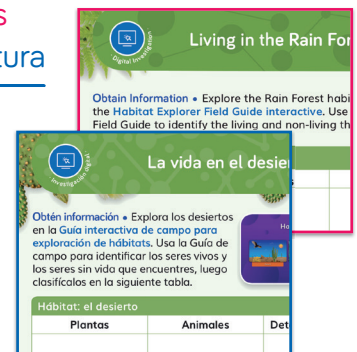 s
tura
Digital Investigation
Living in the Rain For
Obtain Information • Explore the Rain Forest habi
the Habitat Explorer Field Guide interactive. Use
Field Guide to identify the living and non-living th
s
Investigación digital
La vida en el desier
Obtén información • Explora los desiertos
en la Guía interactiva de campo para
exploración de hábitats. Usa la Guía de
campo para identificar los seres vivos y
los seres sin vida que encuentres, luego
clasifícalos en la siguiente tabla.
Ha
Hábitat: el desierto
Plantas Animales Det